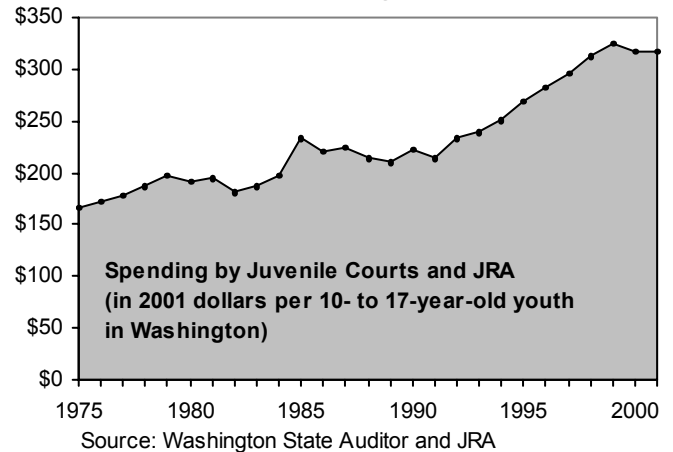 $350
$300
$250
$200
$150
$100
$50
$0
Spending by Juvenile Courts and JRA
(in 2001 dollars per 10- to 17-year-old youth
in Washington)
1975 1980 1985 1990 1995 2000
Source: Washington State Auditor and JRA